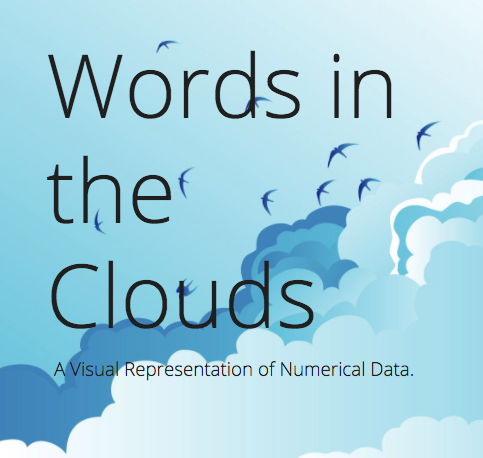 Words in
the
Clouds
A Visual Representation of Numerical Data.